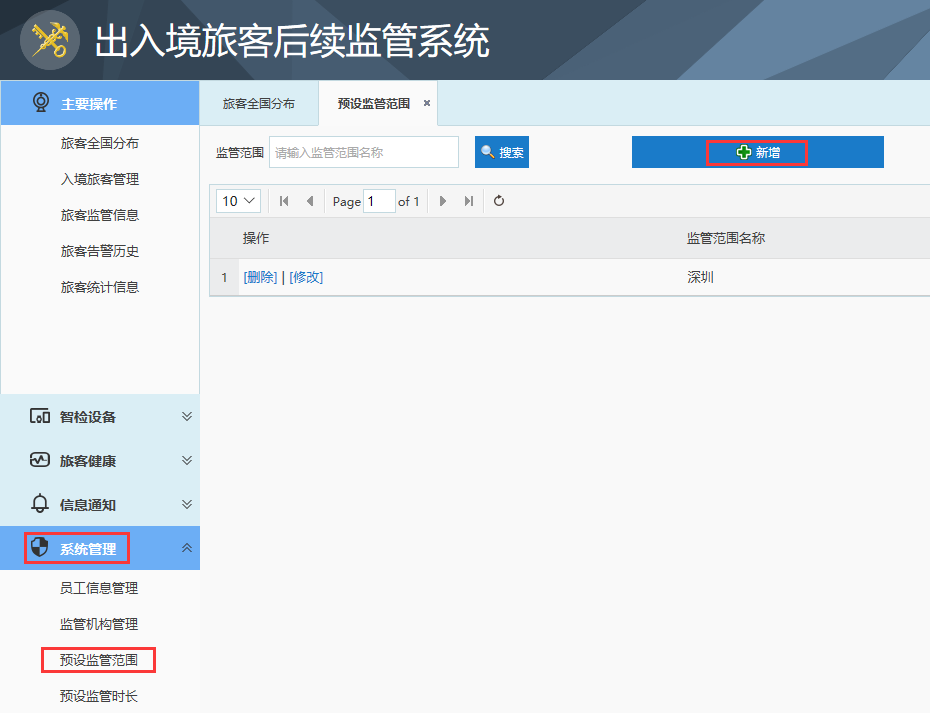 出入境旅客后续监管系统
主要操作
旅客全国分布
入境旅客管理
旅客监管信息
旅客告警历史
旅客统计信息
智检设备
旅客健康
信息通知
系统管理
员工信息管理
监管机构管理
预设监管范围
预设监管时长
旅客全国分布 预设监管范围 ×
监管范围 请输入监管范围名称 搜索 新增
10 Page 1 of 1
操作 监管范围名称
1 [删除] | [修改] 深圳